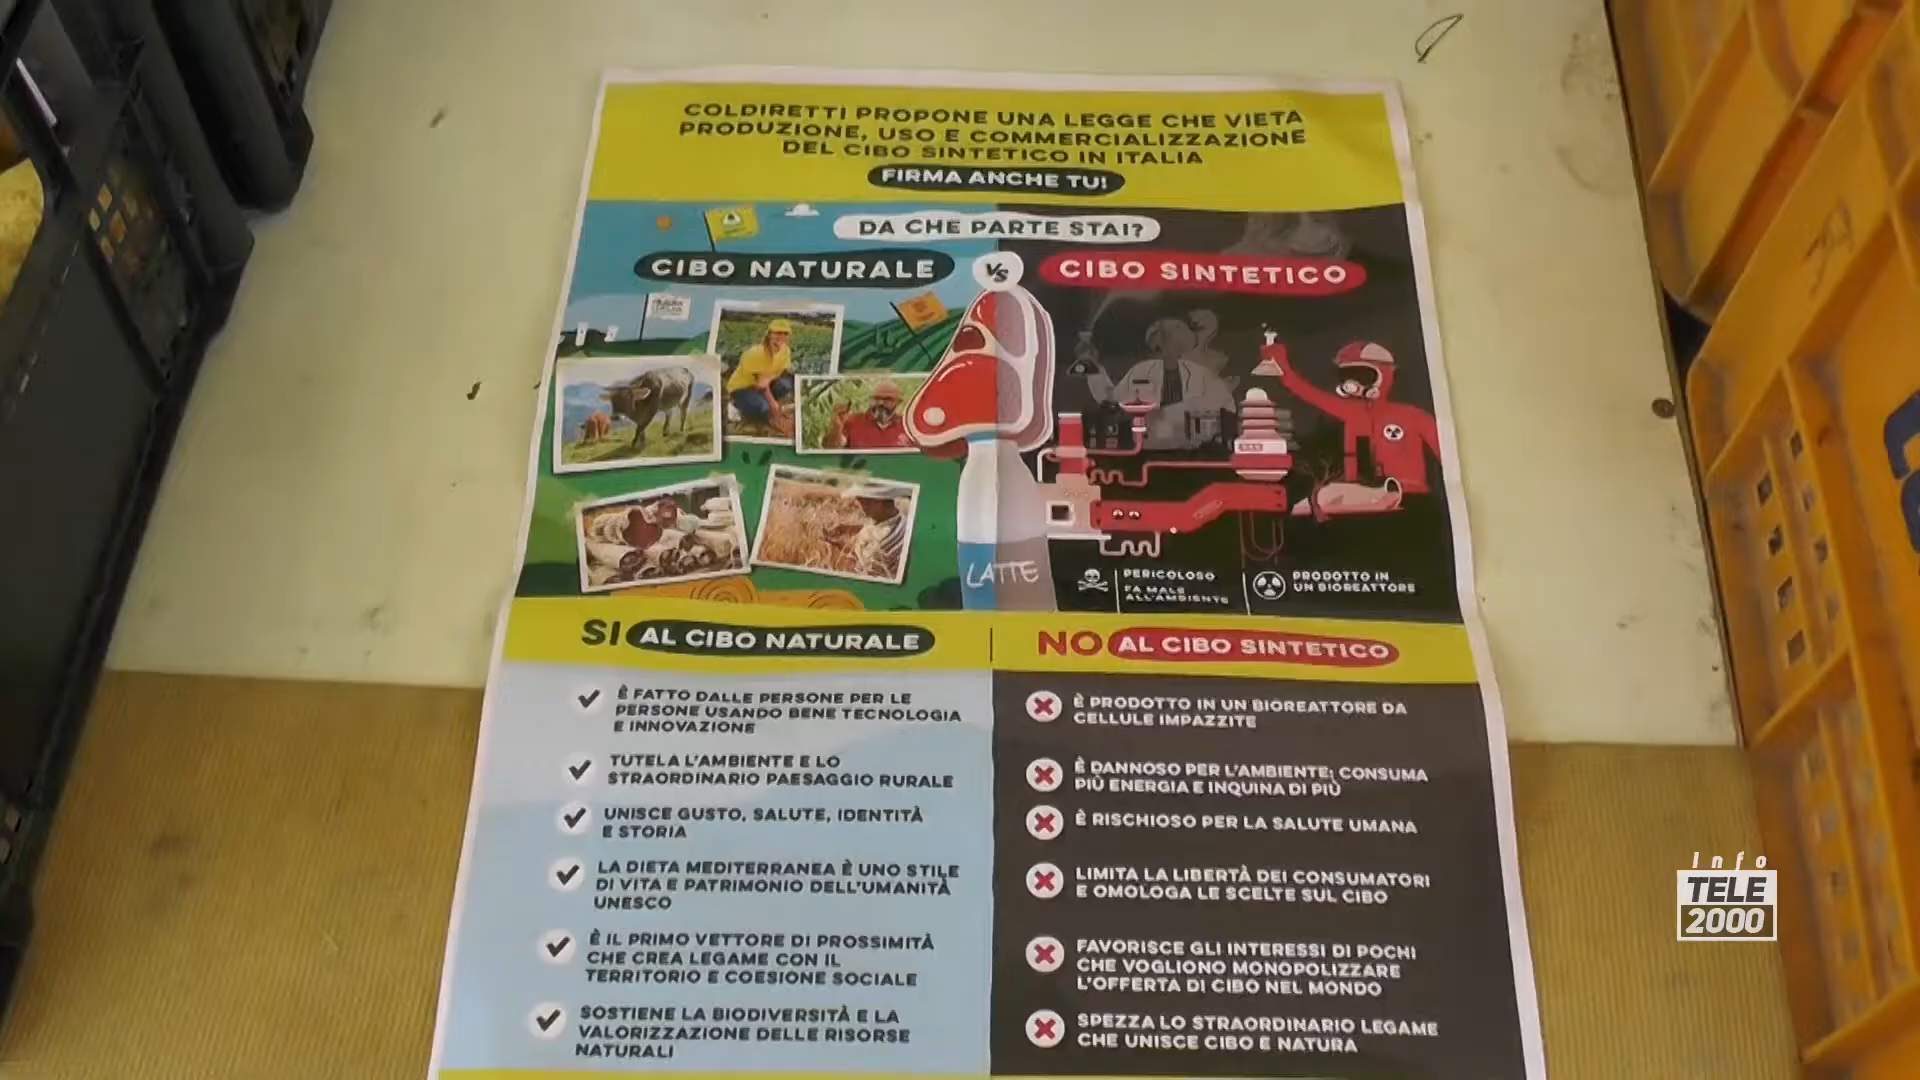 COLDIRETTI PROPONE UNA LEGGE CHE VIETA
PRODUZIONE, USO E COMMERCIALIZZAZIONE
DEL CIBO SINTETICO IN ITALIA
FIRMA ANCHE TU!
DA CHE PARTE STAI?
CIBO NATURALE
VS
CIBO SINTETICO
LATTE
PERICOLOSO
FA MALE
ALL'AMBIENTE
PRODOTTO IN
UN BIOREATTORE
SI AL CIBO NATURALE
È FATTO DALLE PERSONE PER LE
PERSONE USANDO BENE TECNOLOGIA
E INNOVAZIONE
TUTELA L'AMBIENTE E LO
STRAORDINARIO PAESAGGIO RURALE
UNISCE GUSTO, SALUTE, IDENTITÀ
E STORIA
LA DIETA MEDITERRANEA È UNO STILE
DI VITA E PATRIMONIO DELL'UMANITÀ
UNESCO
È IL PRIMO VETTORE DI PROSSIMITÀ
CHE CREA LEGAME CON IL
TERRITORIO E COESIONE SOCIALE
SOSTIENE LA BIODIVERSITÀ E LA
VALORIZZAZIONE DELLE RISORSE
NATURALI
NO AL CIBO SINTETICO
È PRODOTTO IN UN BIOREATTORE DA
CELLULE IMPAZZITE
È DANNOSO PER L'AMBIENTE: CONSUMA
PIÙ ENERGIA E INQUINA DI PIÙ
È RISCHIOSO PER LA SALUTE UMANA
LIMITA LA LIBERTÀ DEI CONSUMATORI
E OMOLOGA LE SCELTE SUL CIBO
FAVORISCE GLI INTERESSI DI POCHI
CHE VOGLIONO MONOPOLIZZARE
L'OFFERTA DI CIBO NEL MONDO
SPEZZA LO STRAORDINARIO LEGAME
CHE UNISCE CIBO E NATURA
Info
TELE
2000